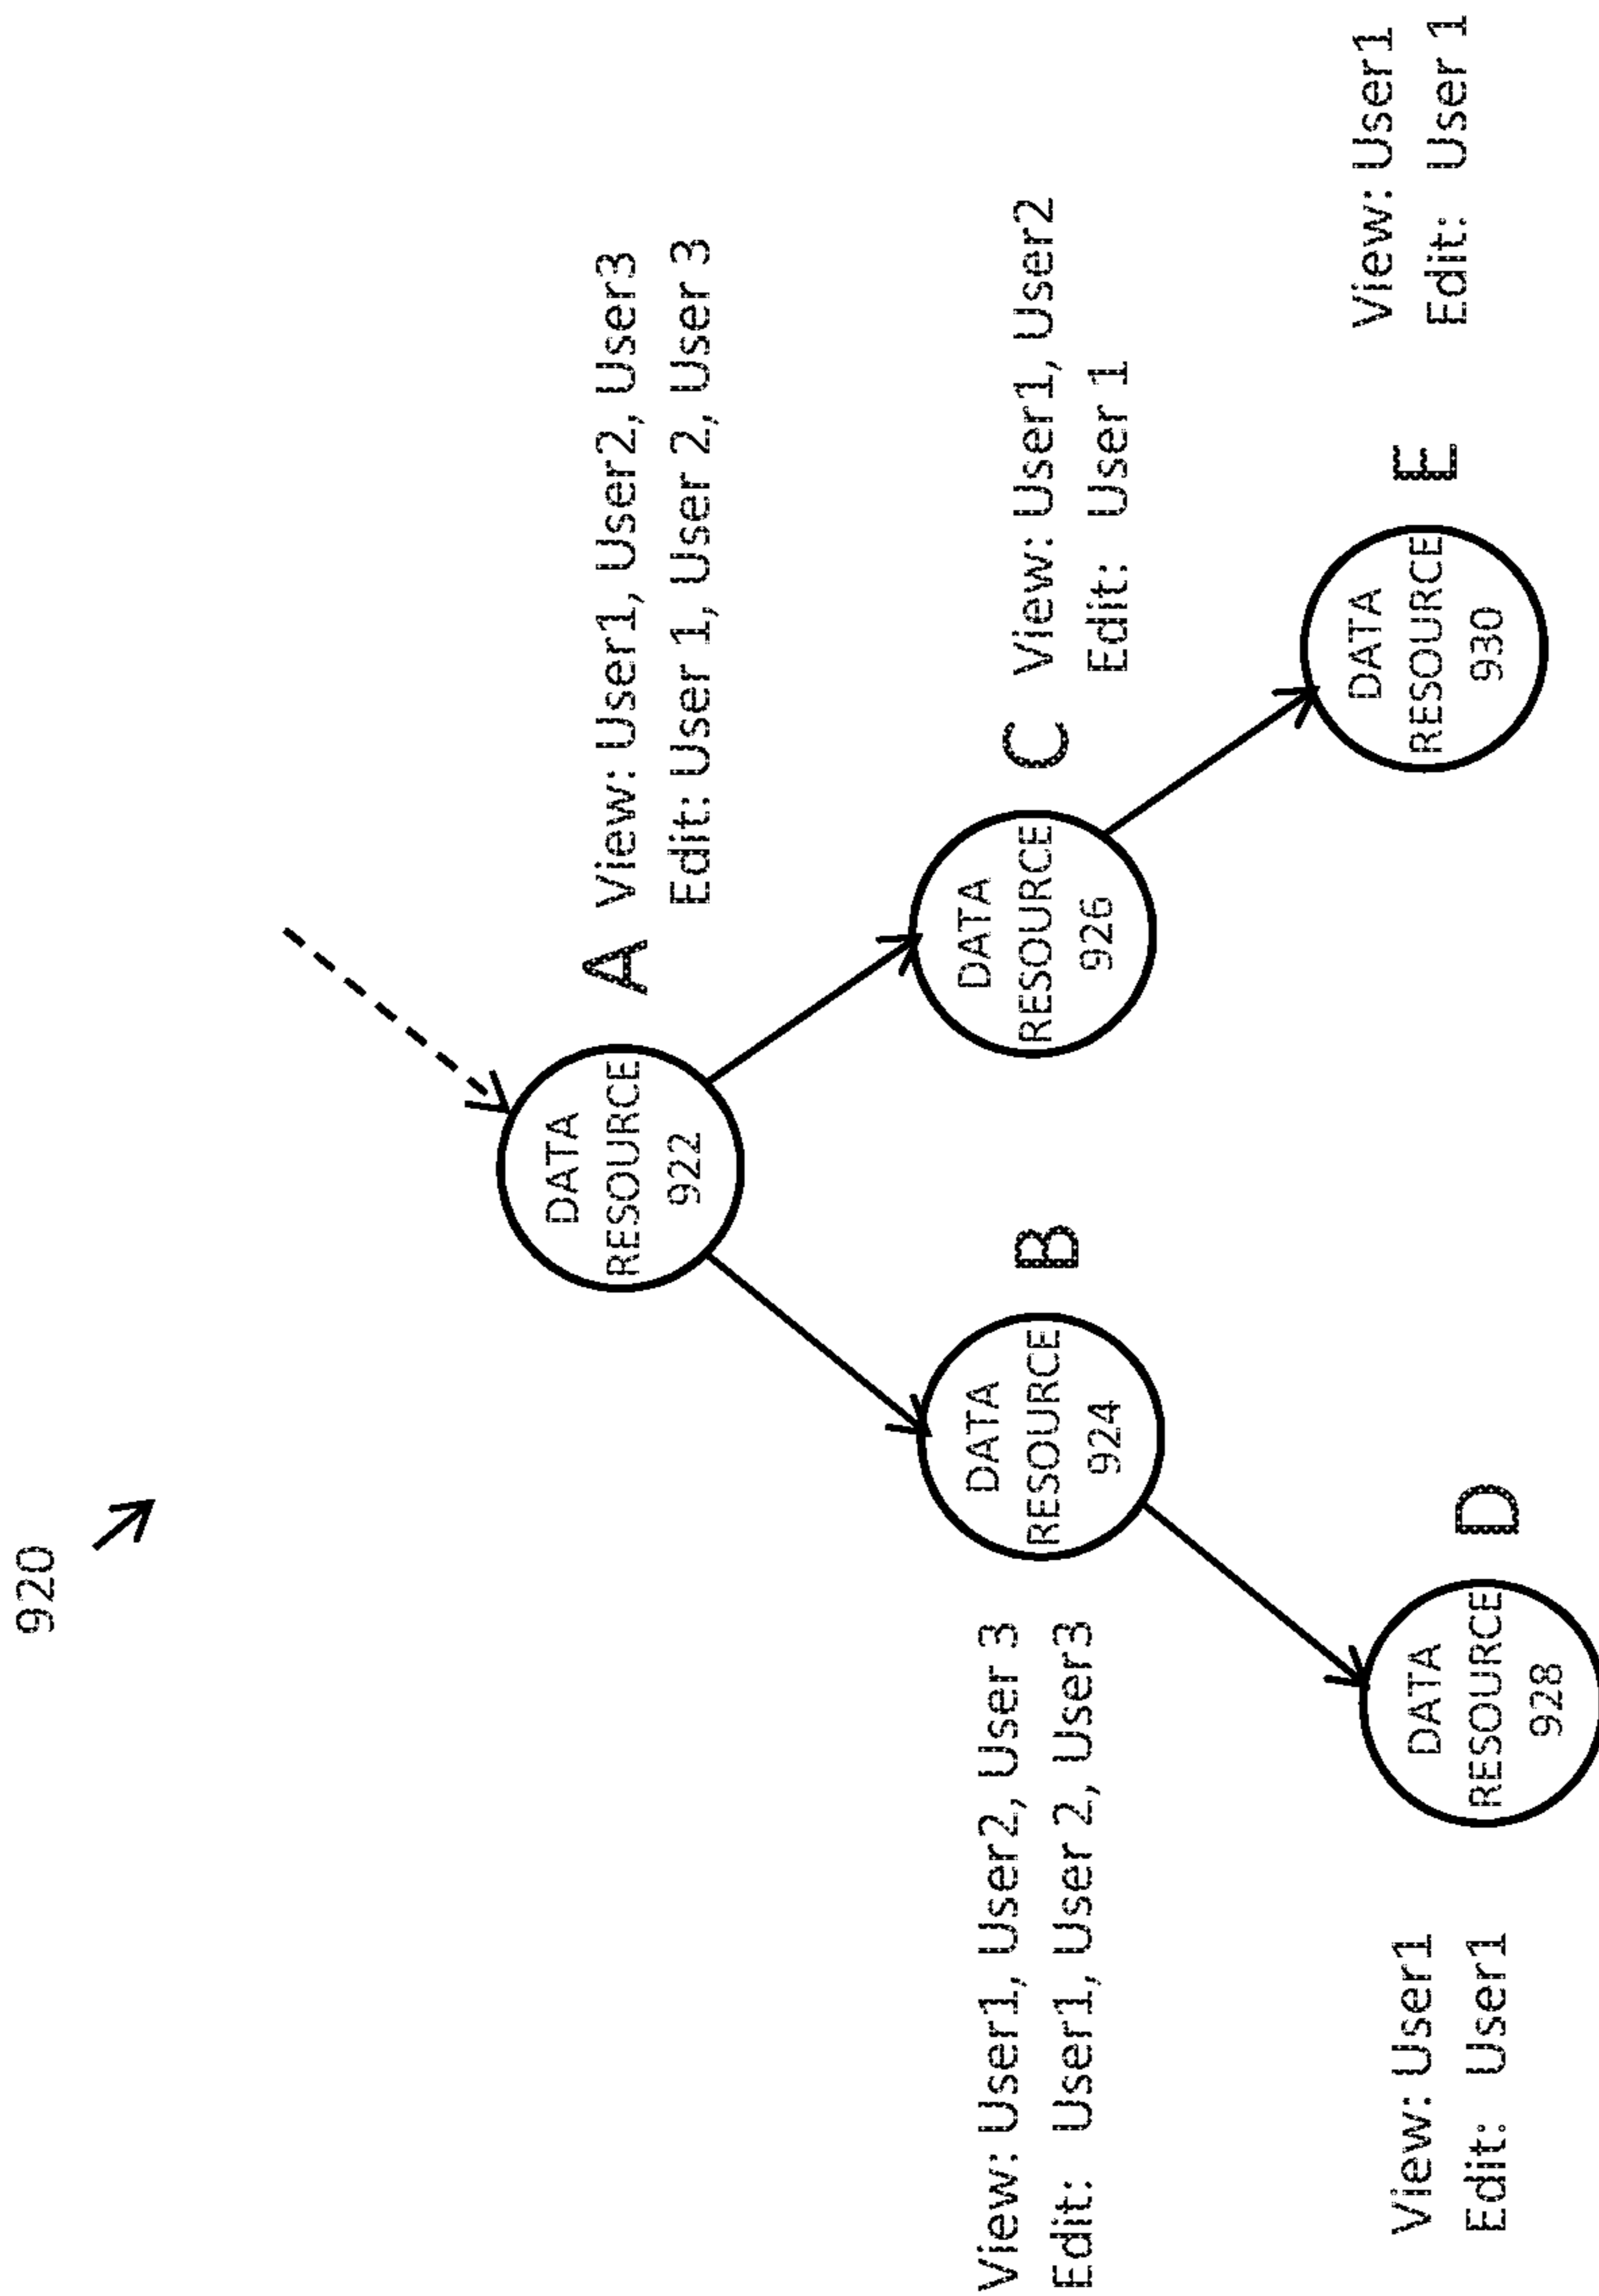 920
DATA
RESOURCE
922
A
View: User1, User2, User3
Edit: User 1, User 2, User 3
View: User1, User2, User 3
Edit: User1, User 2, User3
DATA
RESOURCE
924
B
DATA
RESOURCE
926
C
View: User1, User2
Edit: User 1
View: User1
Edit: User1
DATA
RESOURCE
928
D
DATA
RESOURCE
930
E
View: User1
Edit: User 1